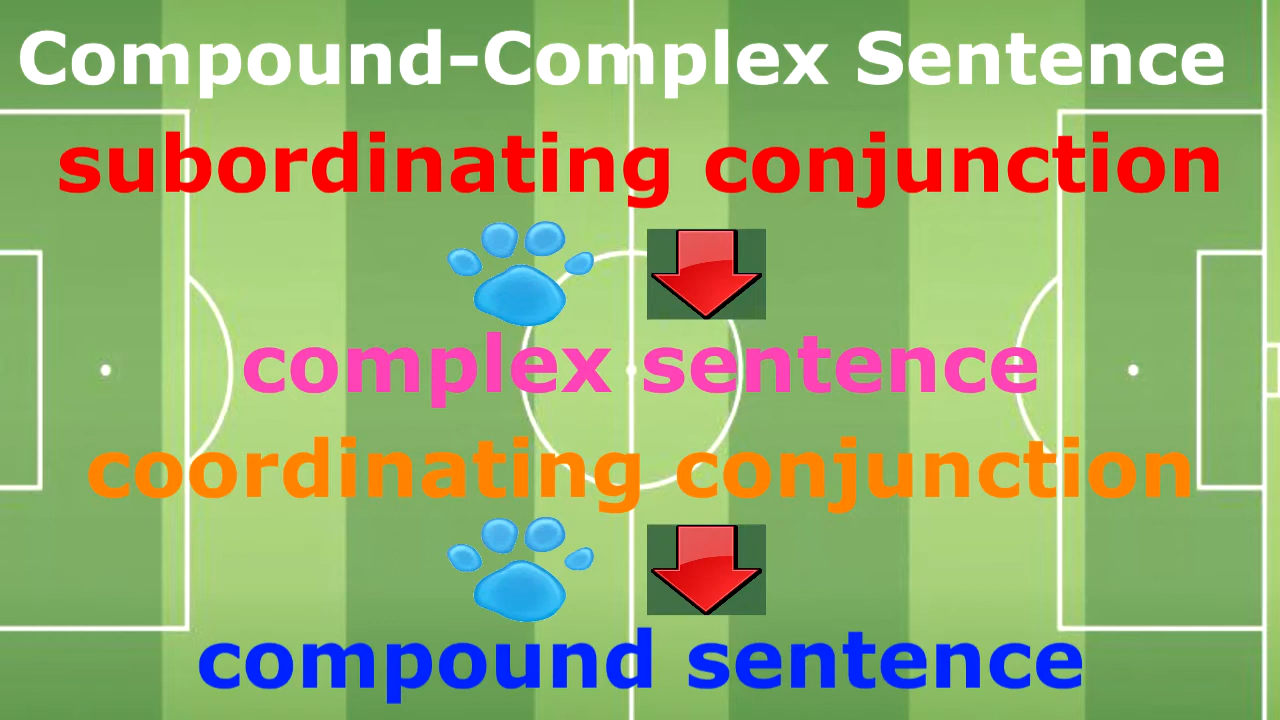 Compound-Complex Sentence
subordinating conjunction
complex sentence
coordinating conjunction
compound sentence